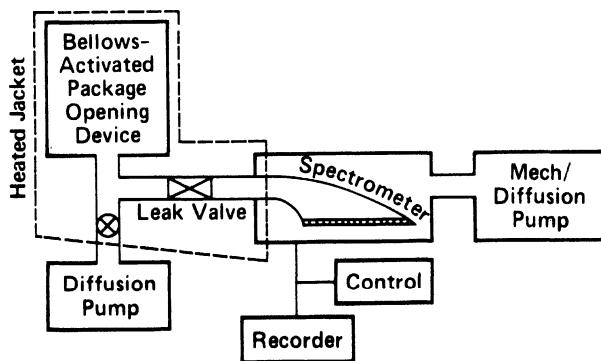 Heated Jacket
Bellows-
Activated
Package
Opening
Device
Leak Valve
Spectrometer
Mech/
Diffusion
Pump
Diffusion
Pump
Control
Recorder